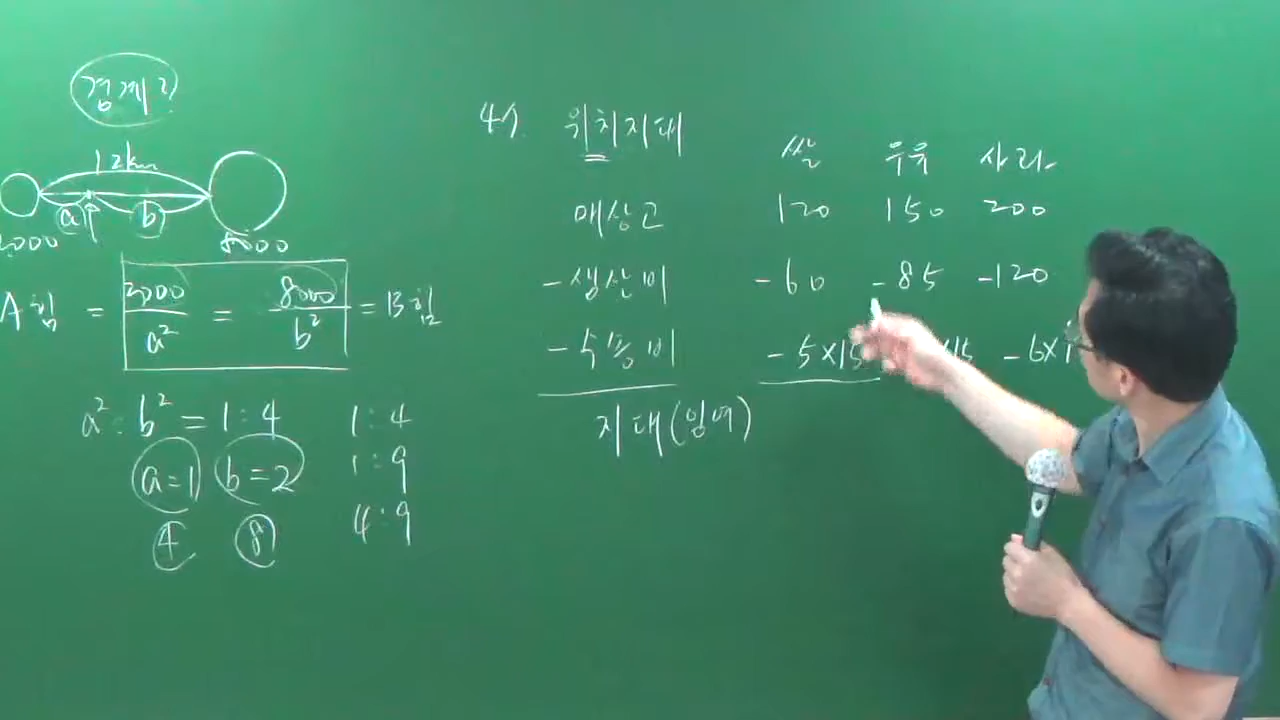 경계?
12km
a b
2000 8000
A힘 = 2000/a² = 8000/b² = B힘
a² : b² = 1 : 4
a=1 b=2
4 8
1 : 4
1 : 9
4 : 9
위치지대
쌀 우유 사과
매상고 120 150 200
-생산비 -60 -85 -120
-수송비 -5×15 ×15 -6×1
지대(잉여)